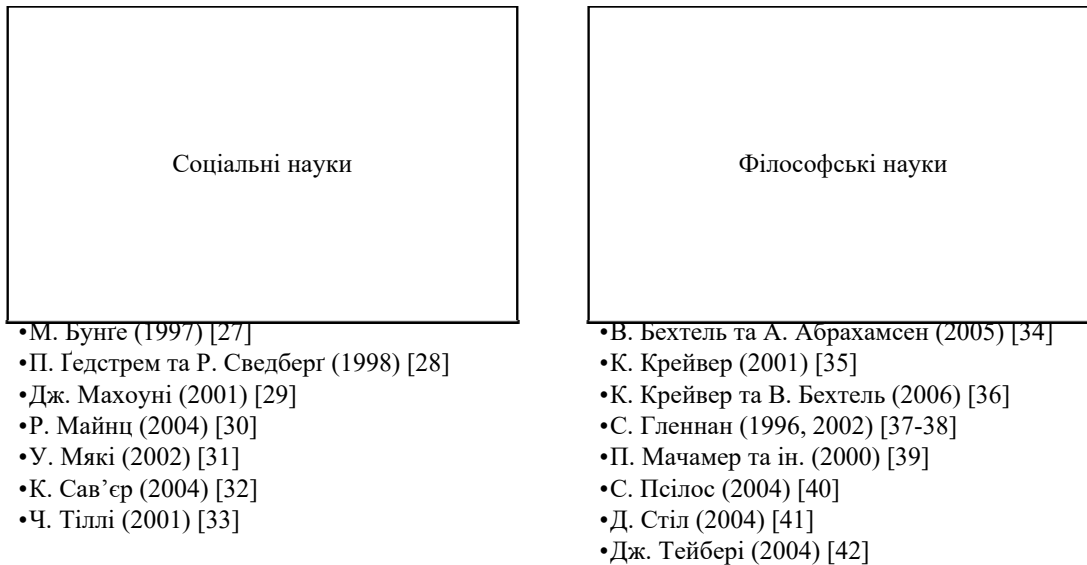 Соціальні науки
•М. Бунґе (1997) [27]
•П. Ґедстрем та Р. Сведберґ (1998) [28]
•Дж. Махоуні (2001) [29]
•Р. Майнц (2004) [30]
•У. Мякі (2002) [31]
•К. Сав’єр (2004) [32]
•Ч. Тіллі (2001) [33]
Філософські науки
•В. Бехтель та А. Абрахамсен (2005) [34]
•К. Крейвер (2001) [35]
•К. Крейвер та В. Бехтель (2006) [36]
•С. Гленнан (1996, 2002) [37-38]
•П. Мачамер та ін. (2000) [39]
•С. Псілос (2004) [40]
•Д. Стіл (2004) [41]
•Дж. Тейбері (2004) [42]